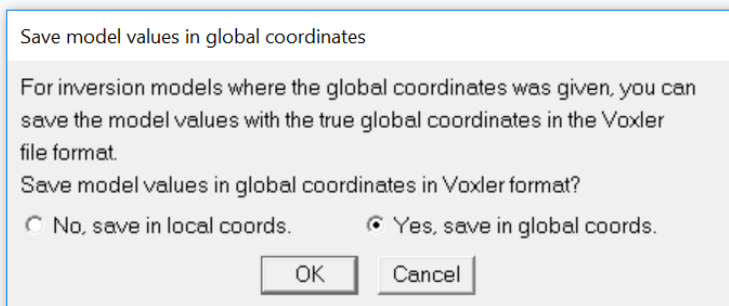 Save model values in global coordinates
For inversion models where the global coordinates was given, you can
save the model values with the true global coordinates in the Voxler
file format.
Save model values in global coordinates in Voxler format?
No, save in local coords. Yes, save in global coords.
OK Cancel